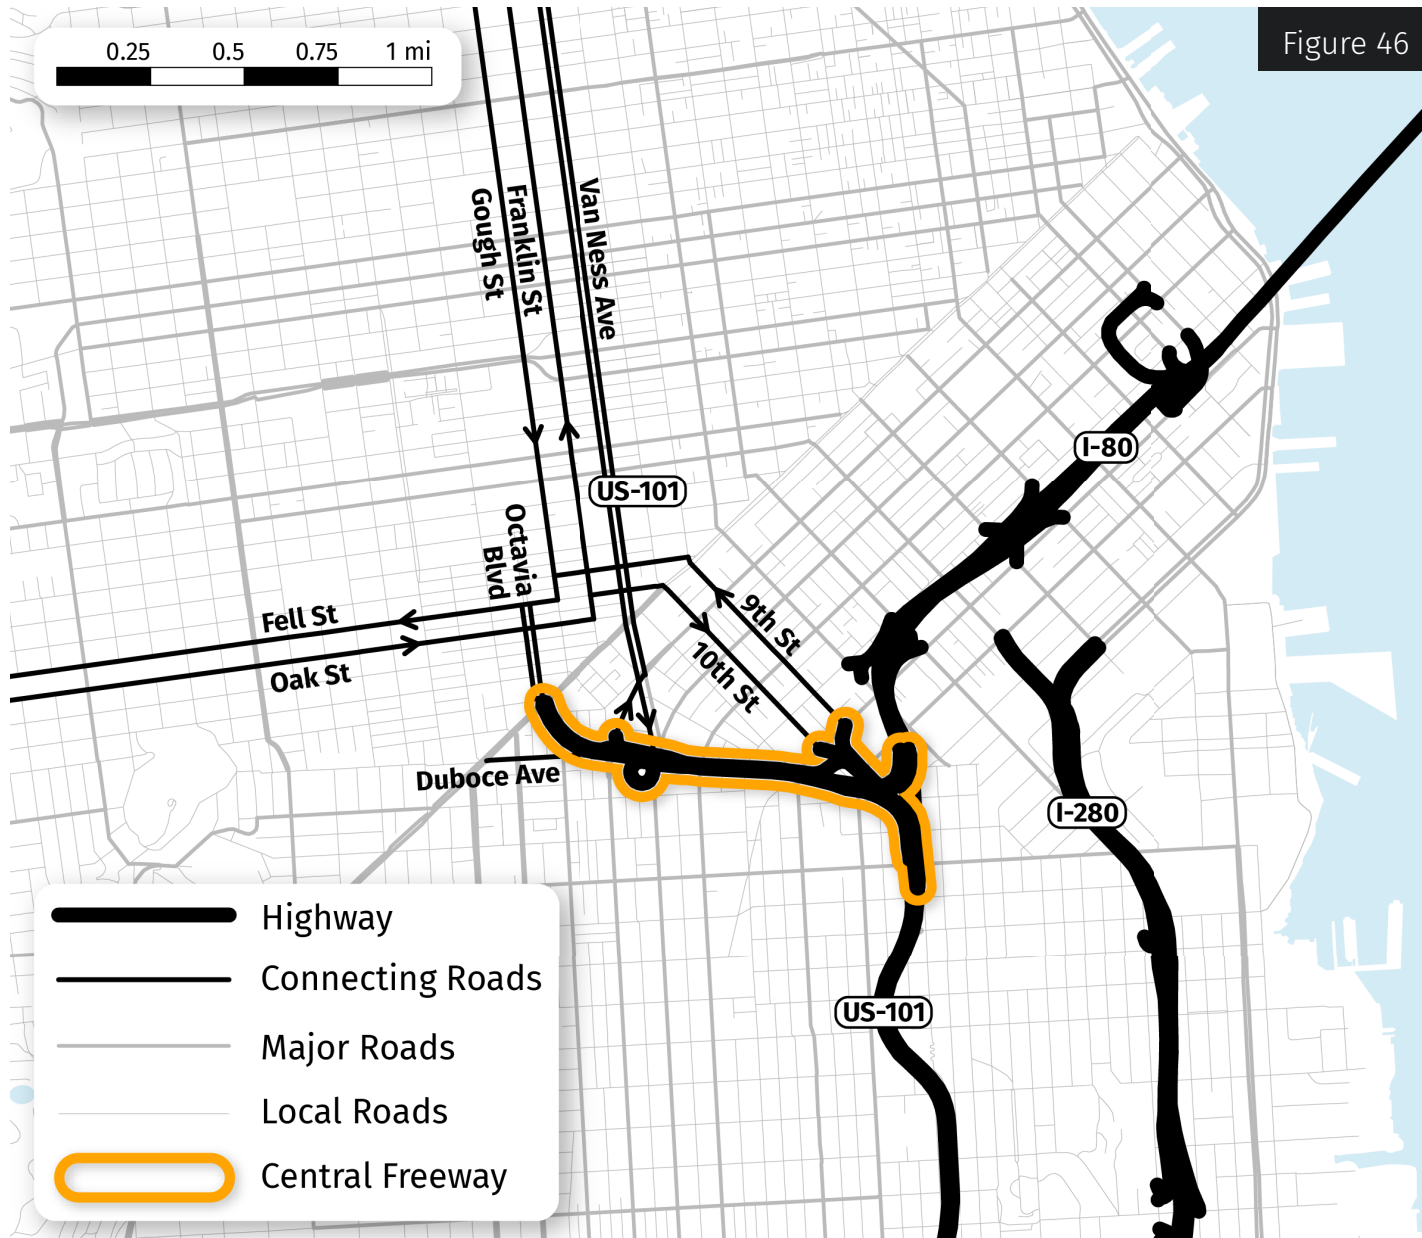 Figure 46
0.25 0.5 0.75 1 mi
Gough St
Franklin St
Van Ness Ave
I-80
US-101
Octavia
Blvd
Fell St
Oak St
9th St
10th St
Duboce Ave
I-280
US-101
Highway
Connecting Roads
Major Roads
Local Roads
Central Freeway